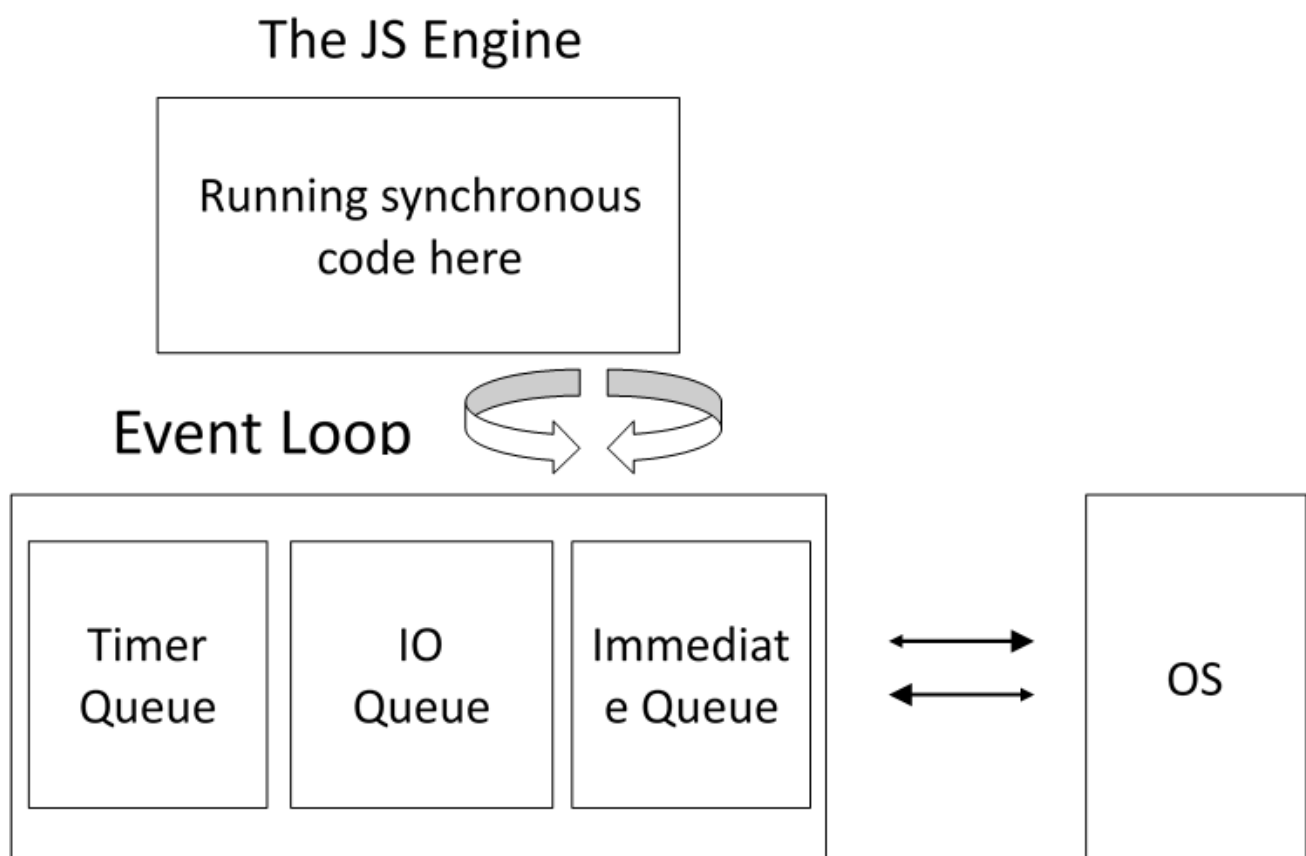 The JS Engine
Running synchronous
code here
Event Loop
Timer
Queue
IO
Queue
Immediat
e Queue
OS